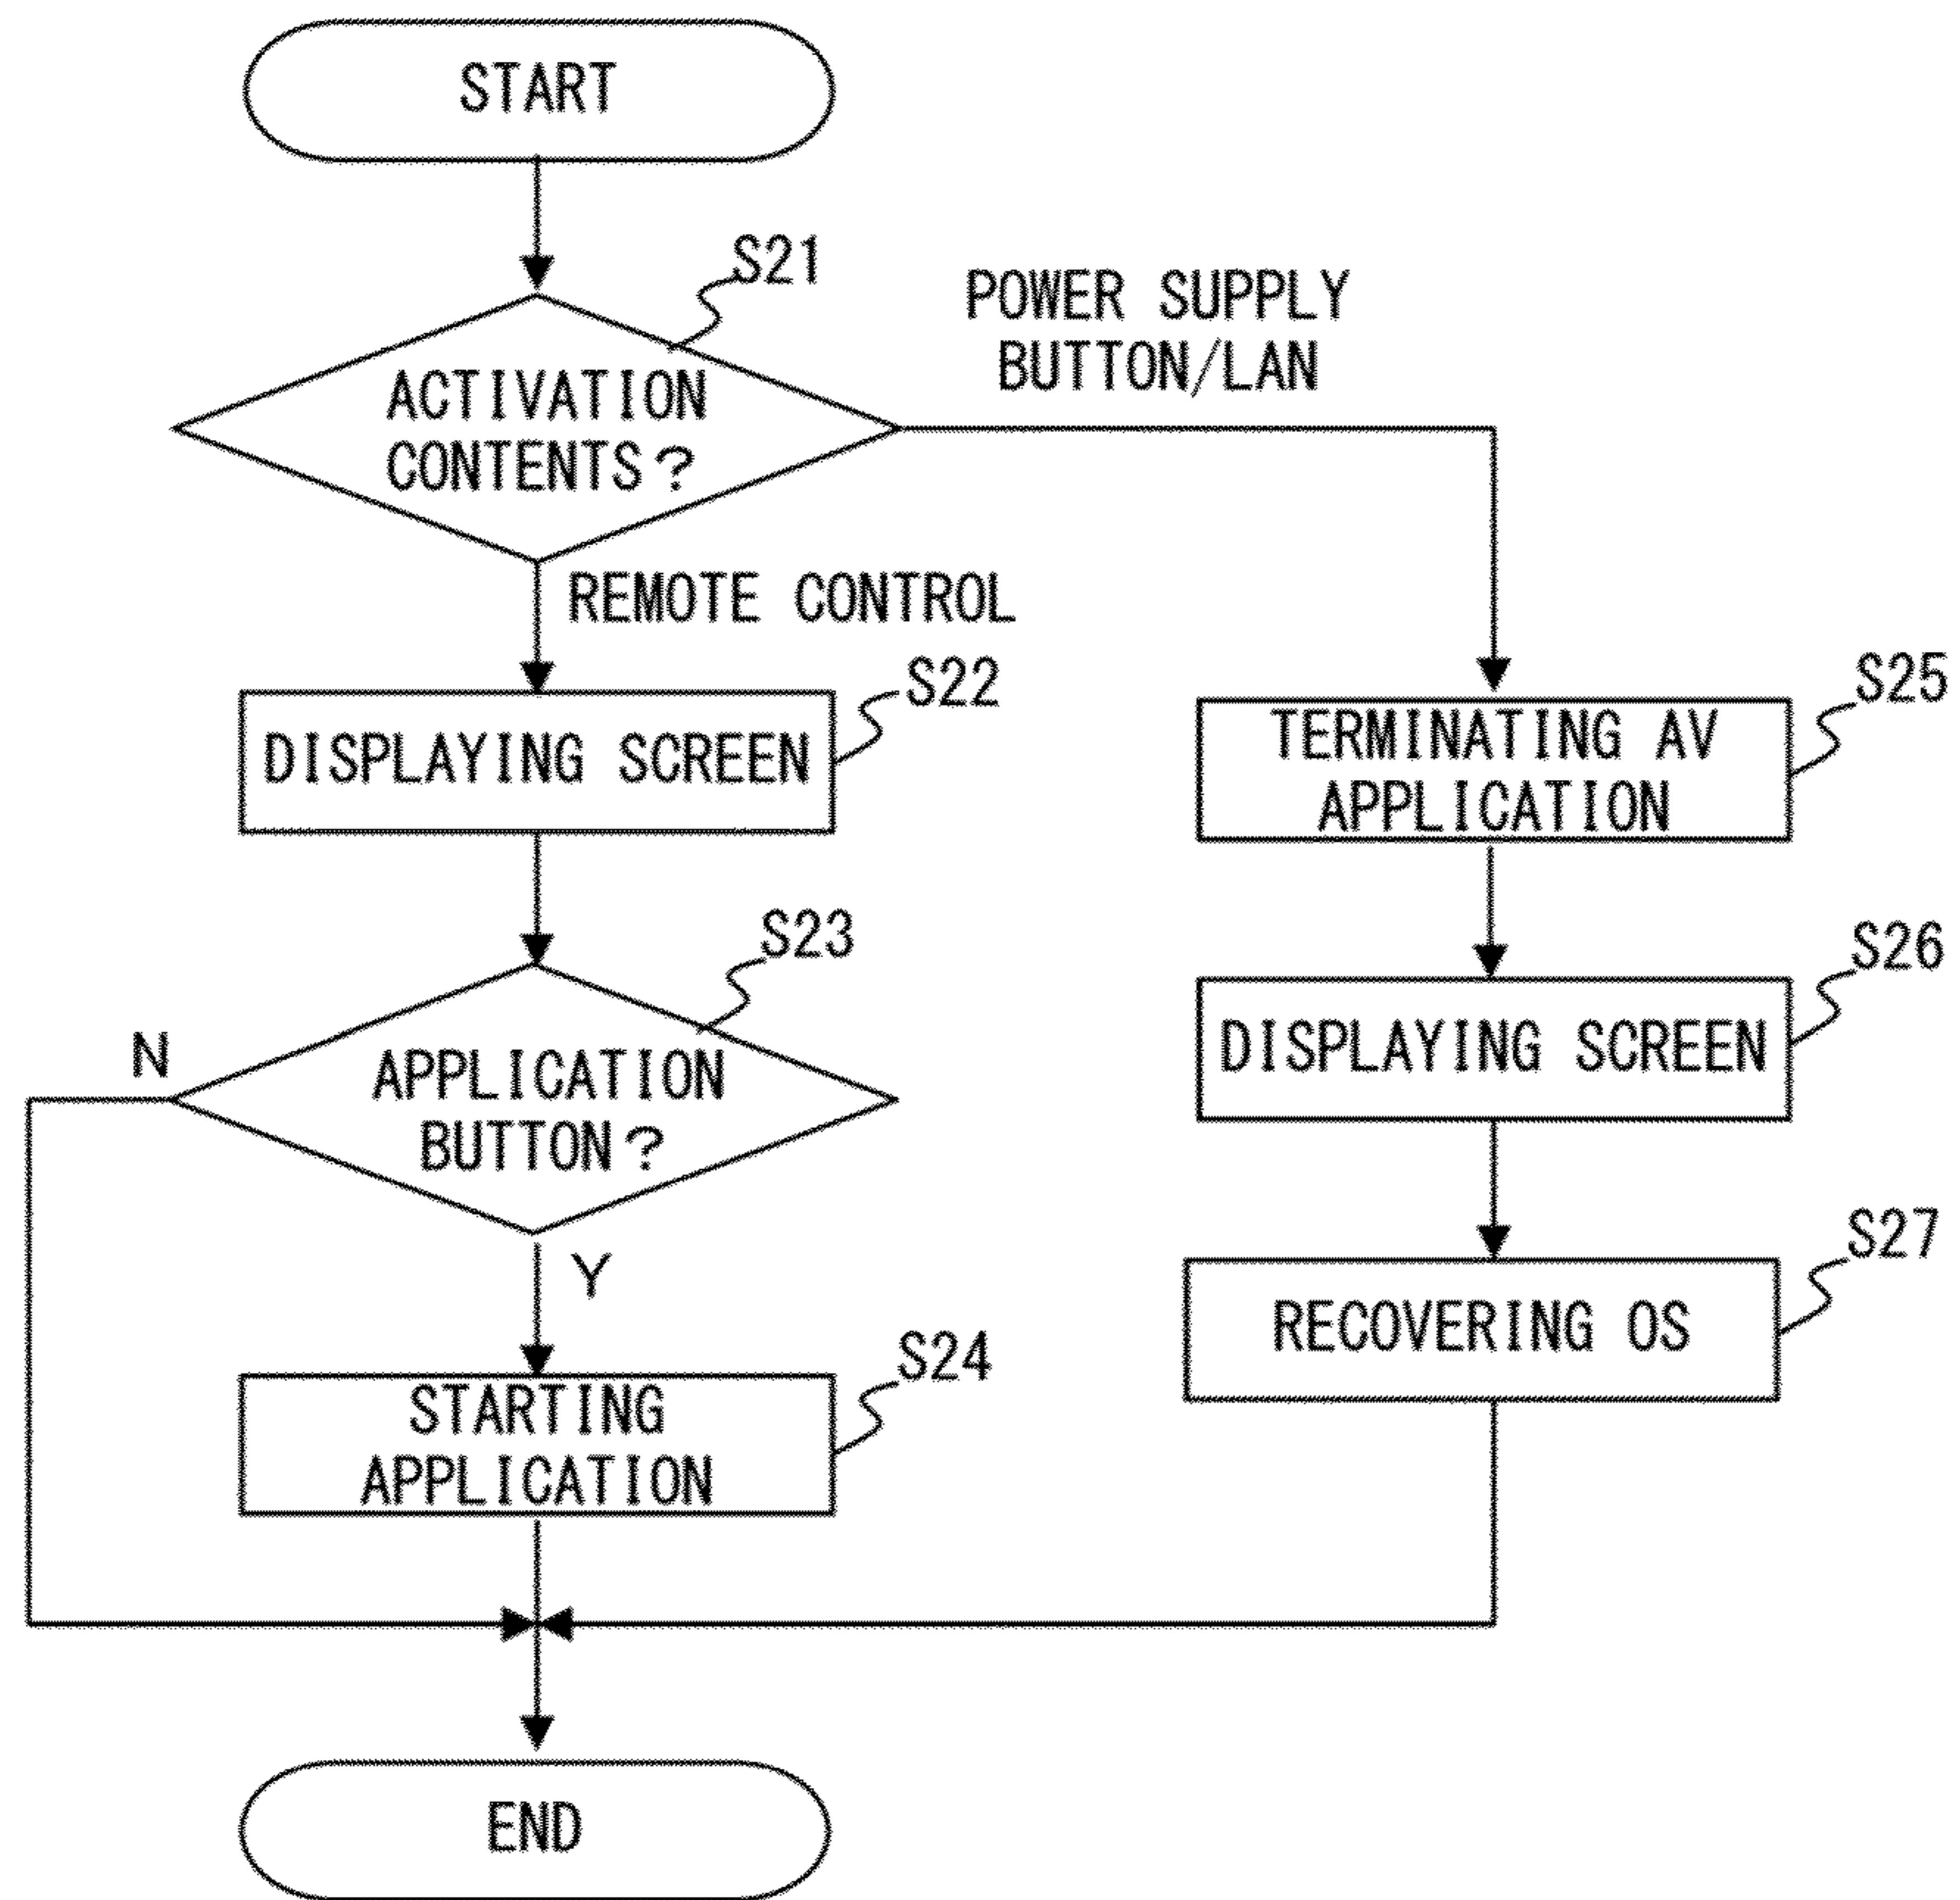 START
S21
ACTIVATION
CONTENTS?
POWER SUPPLY
BUTTON/LAN
REMOTE CONTROL
S22
DISPLAYING SCREEN
S23
APPLICATION
BUTTON?
N
Y
S24
STARTING
APPLICATION
S25
TERMINATING AV
APPLICATION
S26
DISPLAYING SCREEN
S27
RECOVERING OS
END